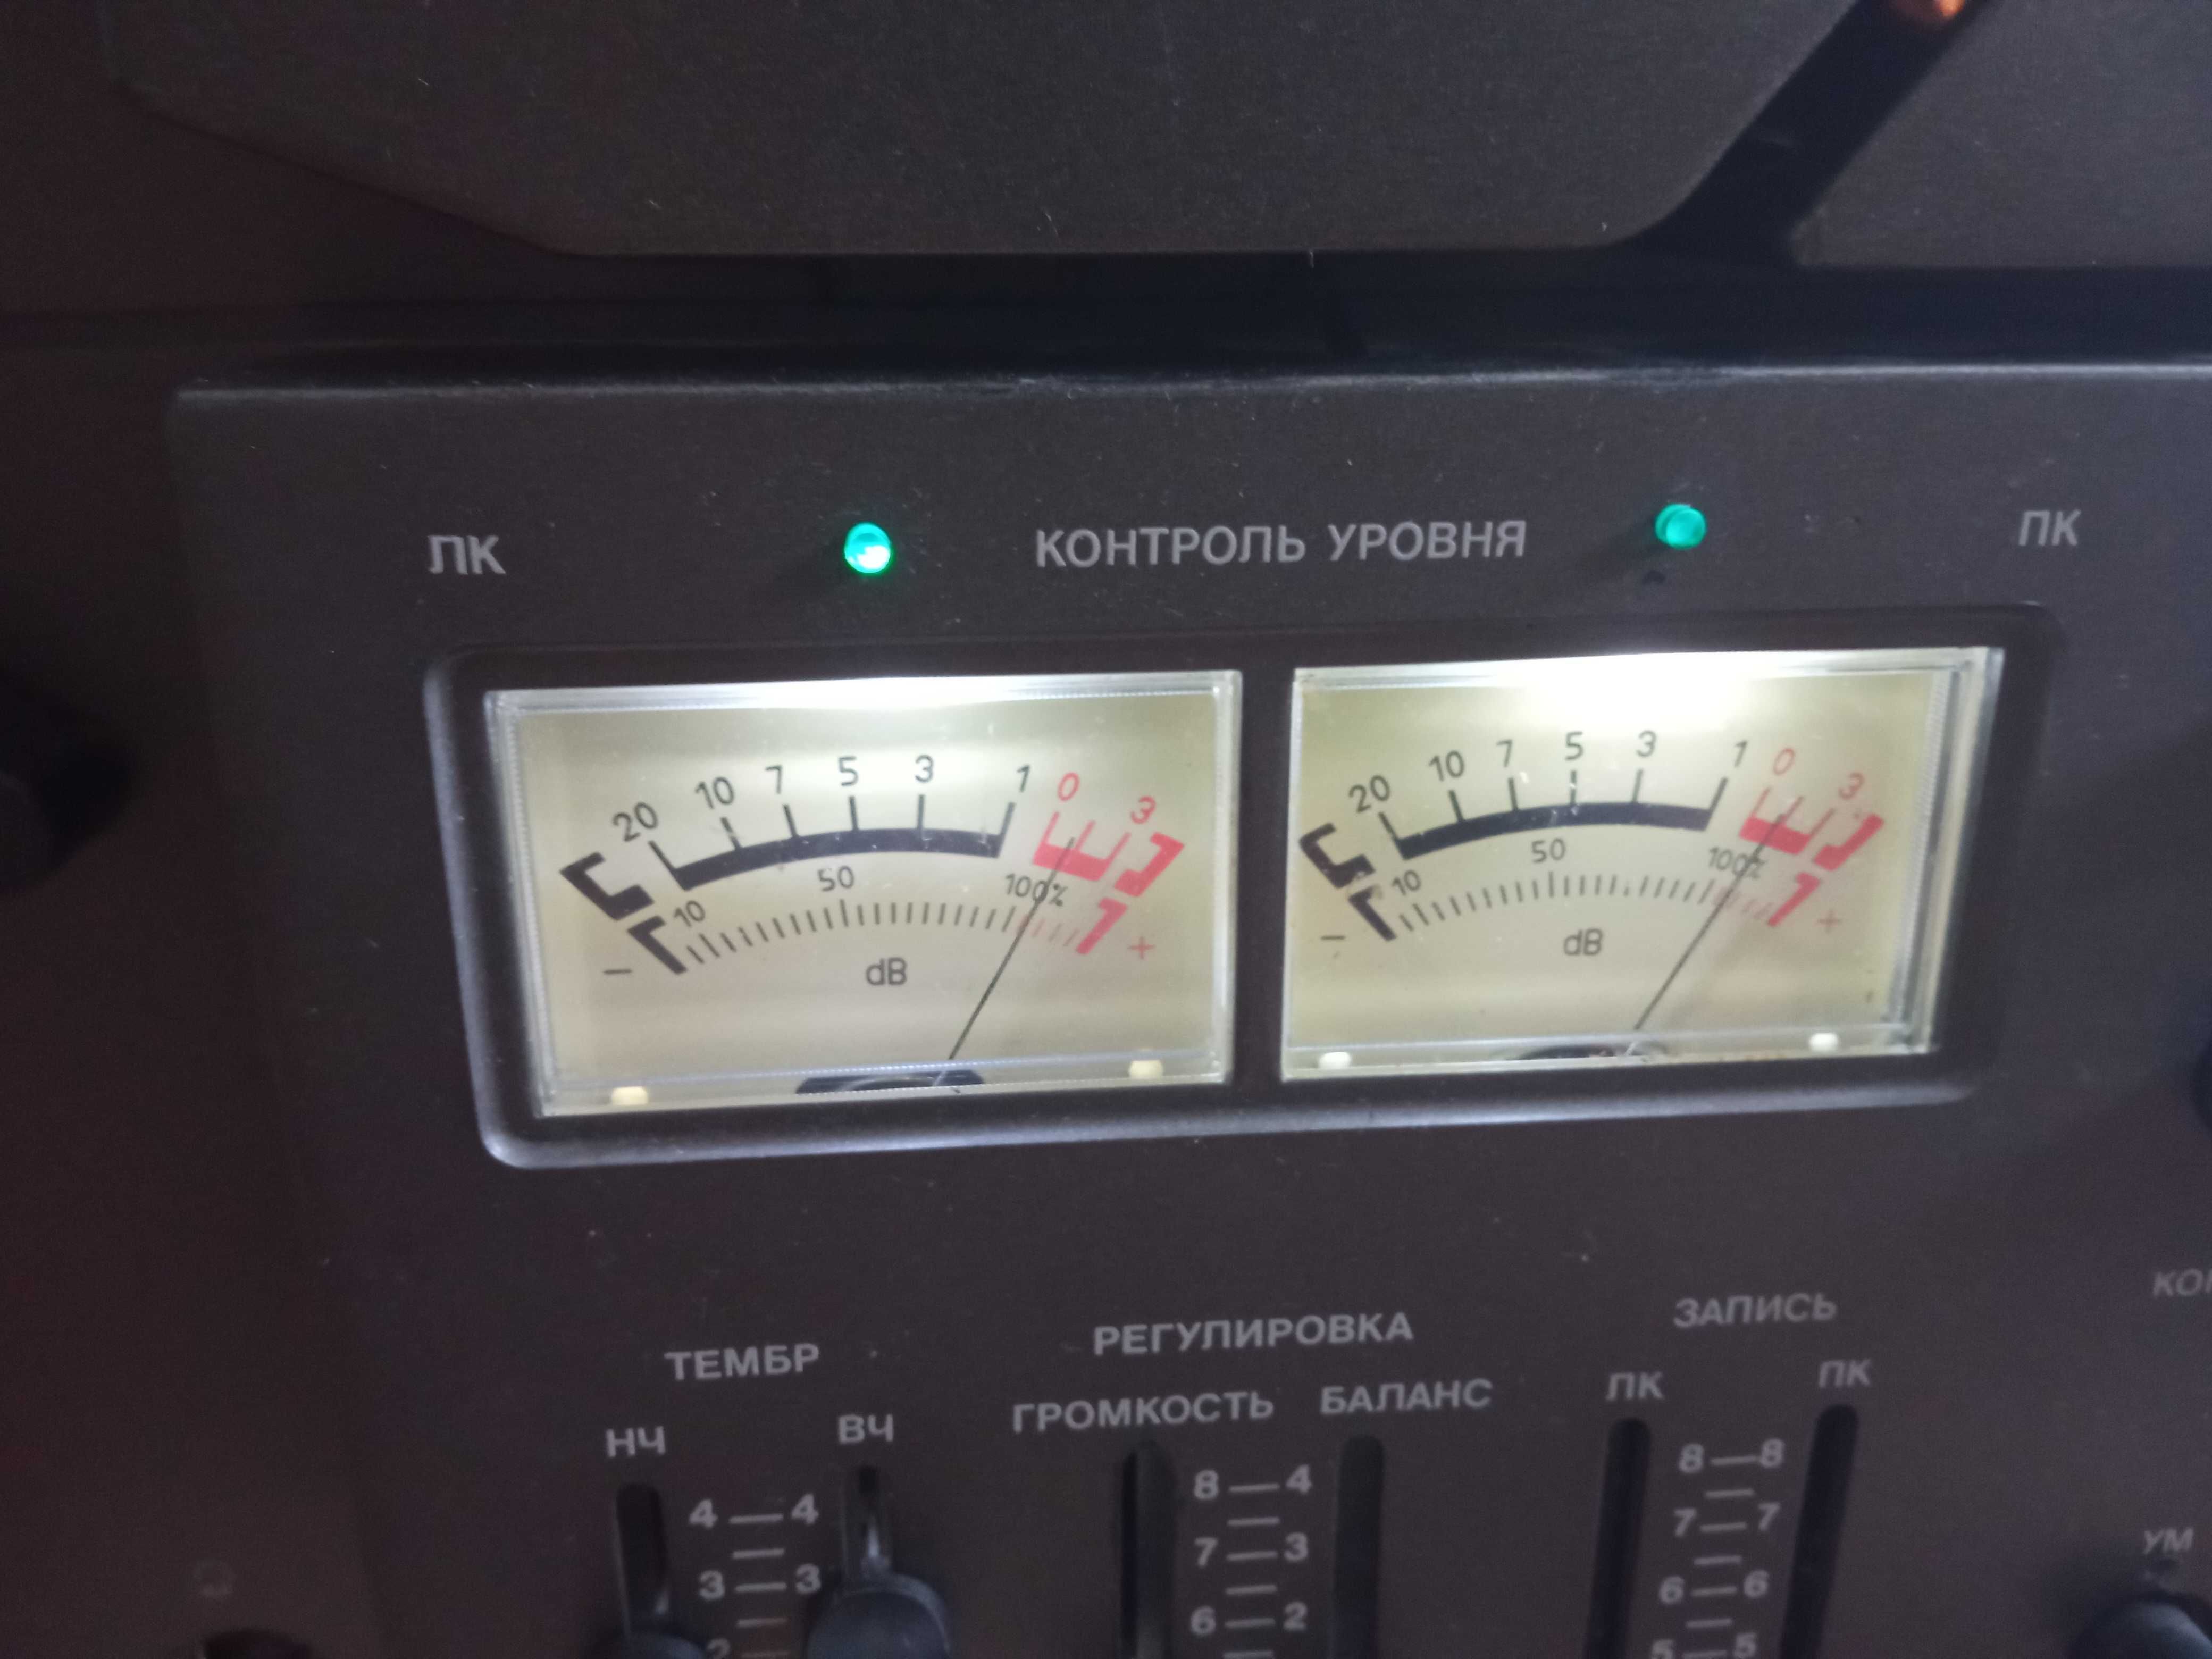 ЛК КОНТРОЛЬ УРОВНЯ ПК
20 10 7 5 3 1 0 3
10 50 100%
− dB +
20 10 7 5 3 1 0 3
10 50 100%
− dB +
ТЕМБР РЕГУЛИРОВКА ЗАПИСЬ
НЧ ВЧ ГРОМКОСТЬ БАЛАНС ЛК ПК
4 — 4 8 — 4 8 — 8
3 — 3 7 — 3 7 — 7
2 6 — 2 6 — 6
5 5
УМ